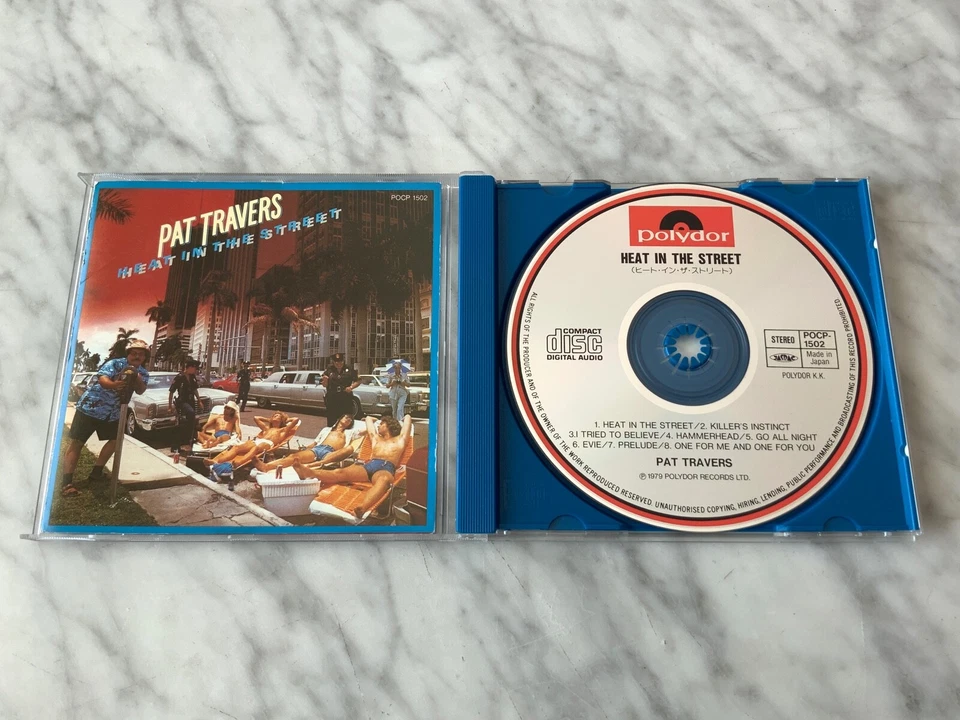 POCP 1502
PAT TRAVERS
HEAT IN THE STREET
polydor
HEAT IN THE STREET
(ヒート・イン・ザ・ストリート)
COMPACT
disc
DIGITAL AUDIO
STEREO
POCP-
1502
JASRAC
Made in
Japan
POLYDOR K.K.
1. HEAT IN THE STREET/2. KILLER'S INSTINCT
3.I TRIED TO BELIEVE/4. HAMMERHEAD/5. GO ALL NIGHT
6. EVIE/7. PRELUDE/8. ONE FOR ME AND ONE FOR YOU
PAT TRAVERS
℗ 1979 POLYDOR RECORDS LTD.
ALL RIGHTS OF THE PRODUCER AND OF THE OWNER OF THE WORK REPRODUCED RESERVED. UNAUTHORISED COPYING, HIRING, LENDING, PUBLIC PERFORMANCE AND BROADCASTING OF THIS RECORD PROHIBITED